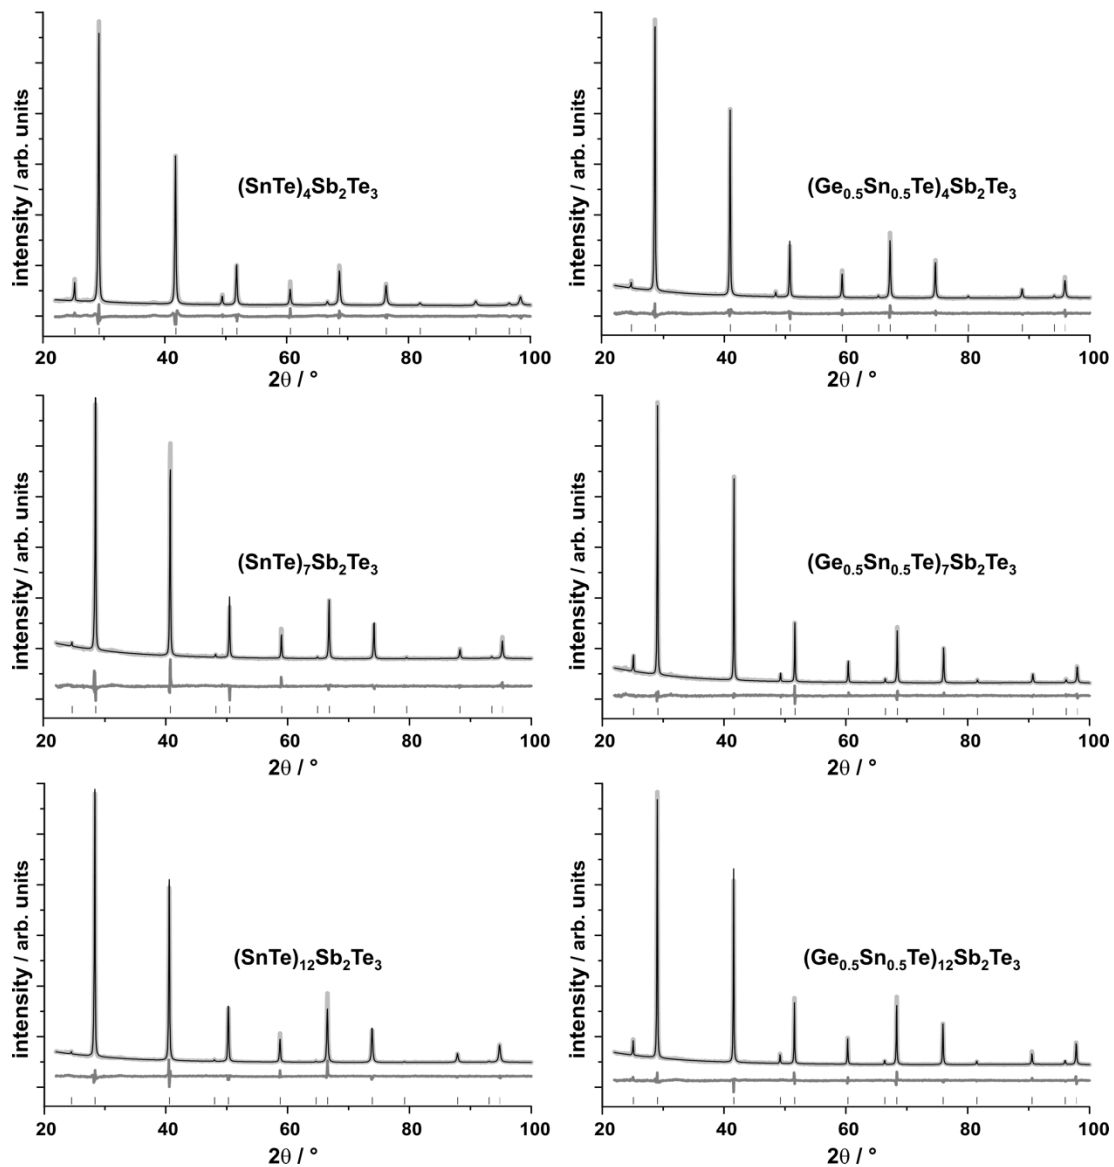 intensity / arb. units
(SnTe)₄Sb₂Te₃
20 40 60 80 100
2θ / °
intensity / arb. units
(Ge₀.₅Sn₀.₅Te)₄Sb₂Te₃
20 40 60 80 100
2θ / °
intensity / arb. units
(SnTe)₇Sb₂Te₃
20 40 60 80 100
2θ / °
intensity / arb. units
(Ge₀.₅Sn₀.₅Te)₇Sb₂Te₃
20 40 60 80 100
2θ / °
intensity / arb. units
(SnTe)₁₂Sb₂Te₃
20 40 60 80 100
2θ / °
intensity / arb. units
(Ge₀.₅Sn₀.₅Te)₁₂Sb₂Te₃
20 40 60 80 100
2θ / °